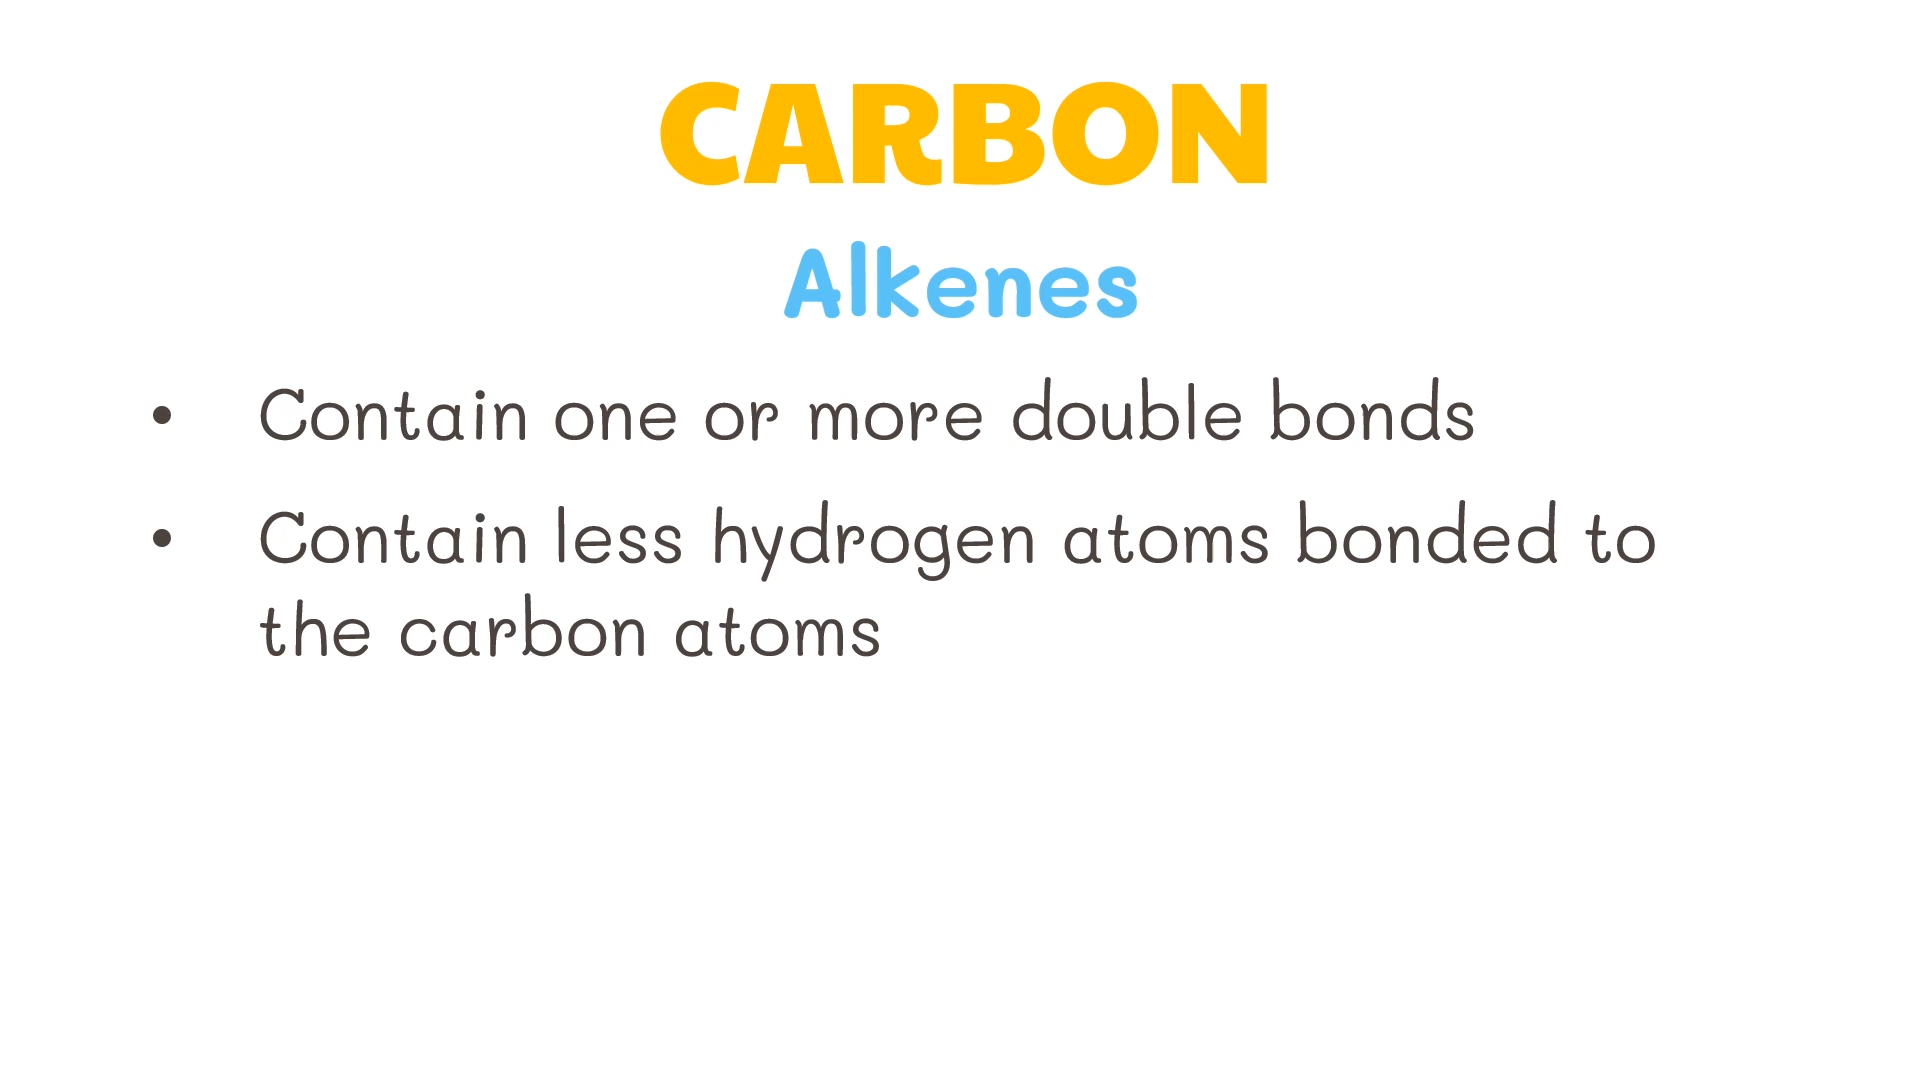 CARBON
Alkenes
• Contain one or more double bonds
• Contain less hydrogen atoms bonded to
the carbon atoms